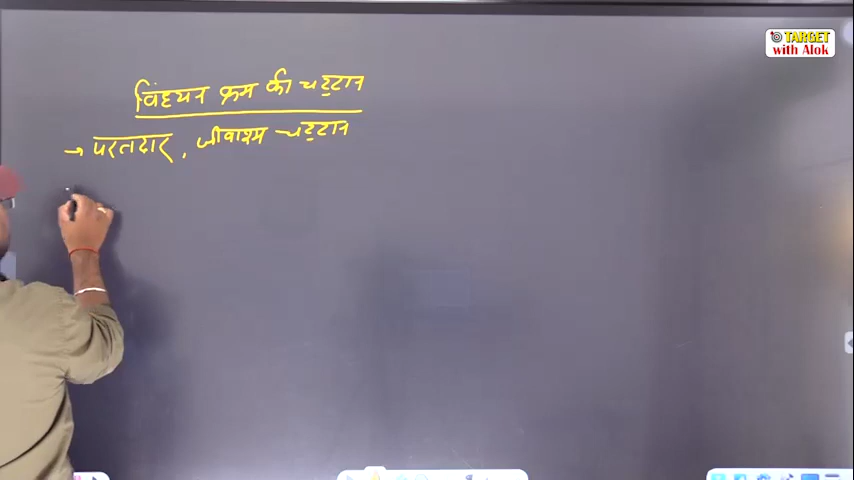 TARGET
with Alok
विंध्यन क्रम की चट्टान
→ परतदार, जीवाश्म चट्टान